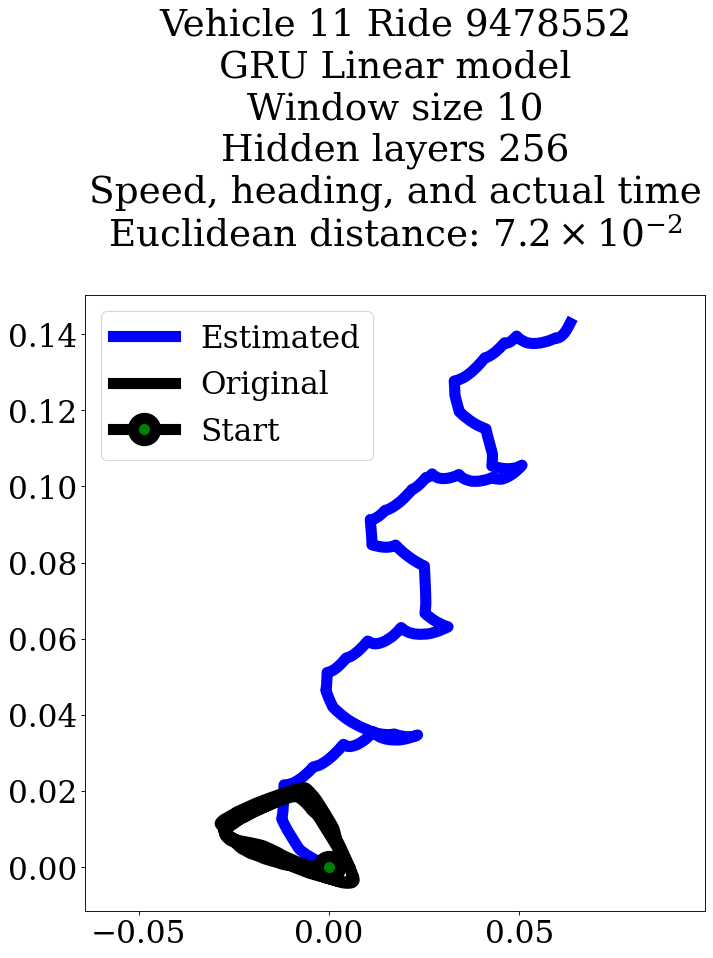 Vehicle 11 Ride 9478552
GRU Linear model
Window size 10
Hidden layers 256
Speed, heading, and actual time
Euclidean distance: 7.2 × 10⁻²
Estimated
Original
Start
0.14
0.12
0.10
0.08
0.06
0.04
0.02
0.00
−0.05 0.00 0.05